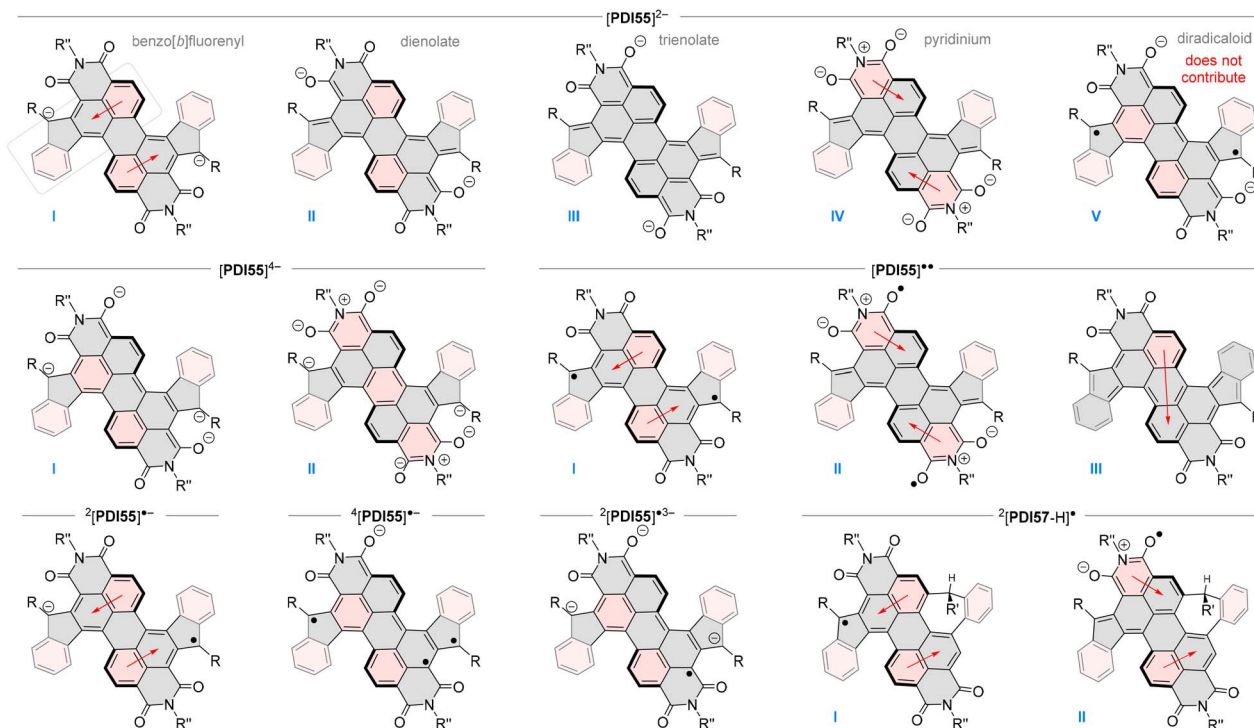 [PDI55]²⁻
benzo[b]fluorenyl
R'' O
N
O
R ⊖
⊖ R
O
N
O R''
I
dienolate
R'' O
N
⊖ O
R
R
O ⊖
N
O R''
II
trienolate
⊖
R'' O
N
O
R
R
O
N
⊖ O R''
III
pyridinium
R'' ⊕ O ⊖
N
⊖ O
R
R
O ⊖
N ⊕
⊖ O R''
IV
diradicaloid
does not
contribute
⊖
R'' O
N
O
R •
• R
O ⊖
N
O R''
V
[PDI55]⁴⁻
⊖
R'' O
N
O
R ⊖
⊖ R
O ⊖
N
O R''
I
R'' ⊕ O ⊖
N
⊖ O
R ⊖
⊖ R
O ⊖
N ⊕
⊖ O R''
II
[PDI55]••
R'' O
N
O
R •
• R
O
N
O R''
I
R'' ⊕ O •
N
⊖ O
R
R
O ⊖
N ⊕
• O R''
II
R'' O
N
O
R
R
O
N
O R''
III
²[PDI55]•⁻
R'' O
N
O
R ⊖
• R
O
N
O R''
⁴[PDI55]•⁻
⊖
R'' O
N
O
R •
• R
•
O
N
O R''
²[PDI55]•³⁻
⊖
R'' O
N
O
R ⊖
⊖ R
•
O
N
O R''
²[PDI57-H]•
R'' O
N
O
H
R'
R •
O
N
O R''
I
R'' ⊕ O •
N
⊖ O
H
R'
R
O
N
O R''
II